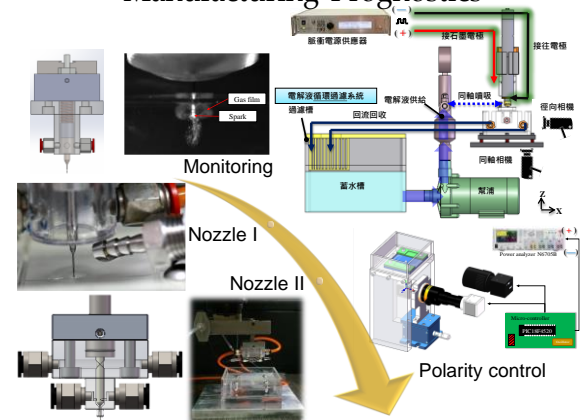 Manufacturing Prognostics
(—)
(+)
脈衝電源供應器
接石墨電極
接往電極
Gas film
Spark
電解液循環過濾系統
電解液供給
同軸噴吸
過濾槽
回流回收
徑向相機
Monitoring
同軸相機
蓄水槽
幫浦
Z
X
Nozzle I
(+)
(—)
Power analyzer N6705B
Nozzle II
Micro-controller
PIC18F4520
Polarity control